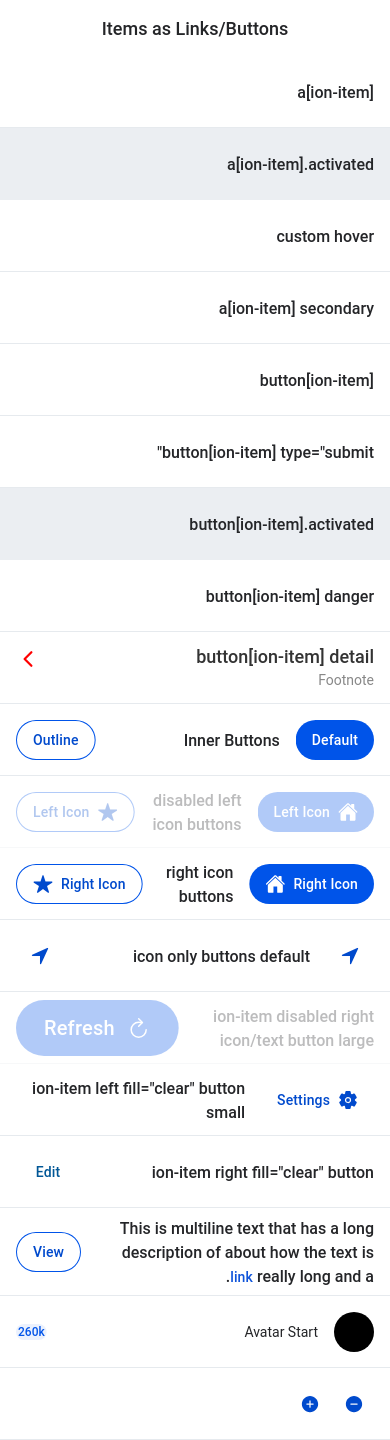 Items as Links/Buttons
a[ion-item]
a[ion-item].activated
custom hover
a[ion-item] secondary
button[ion-item]
"button[ion-item] type="submit
button[ion-item].activated
button[ion-item] danger
button[ion-item] detail
Footnote
Default
Inner Buttons
Outline
Left Icon
disabled left
icon buttons
Left Icon
Right Icon
right icon
buttons
Right Icon
icon only buttons default
ion-item disabled right
icon/text button large
Refresh
Settings
ion-item left fill="clear" button
small
ion-item right fill="clear" button
Edit
This is multiline text that has a long
description of about how the text is
.link really long and a
View
Avatar Start
260k